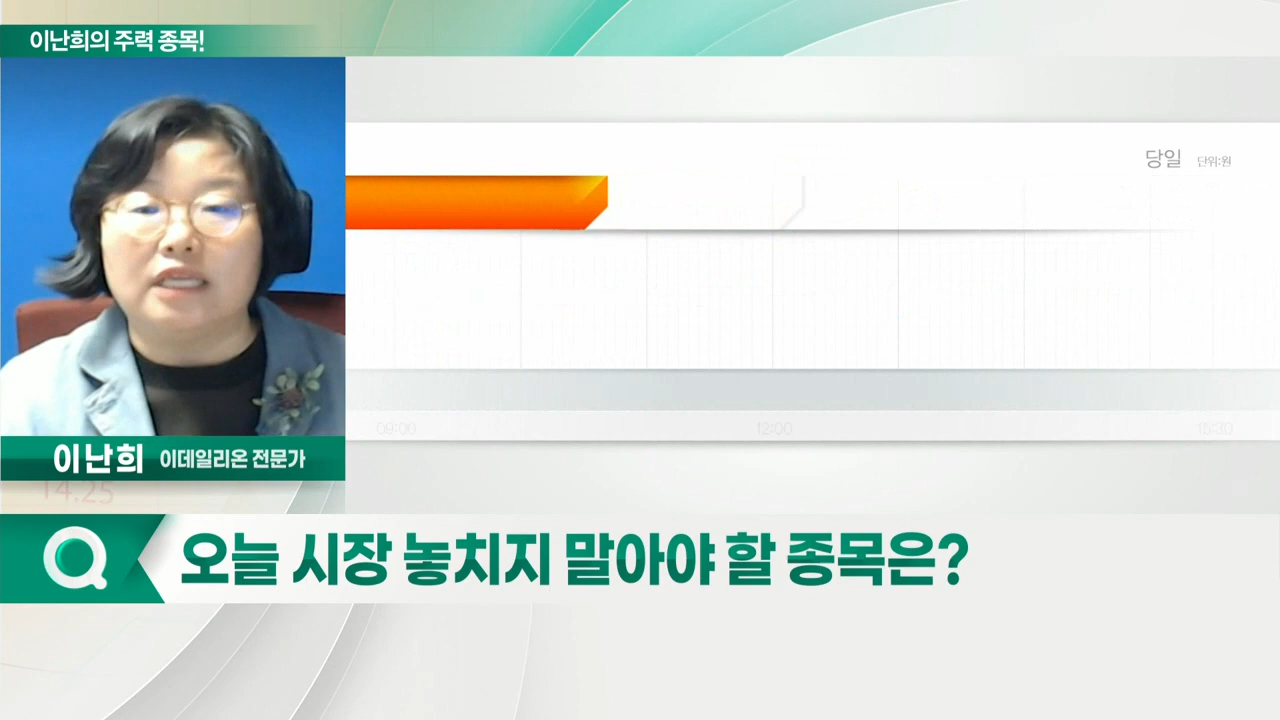 이난희의 주력 종목!
당일 단위:원
09:00 12:00 15:30
이난희 이데일리온 전문가
14.25
Q 오늘 시장 놓치지 말아야 할 종목은?